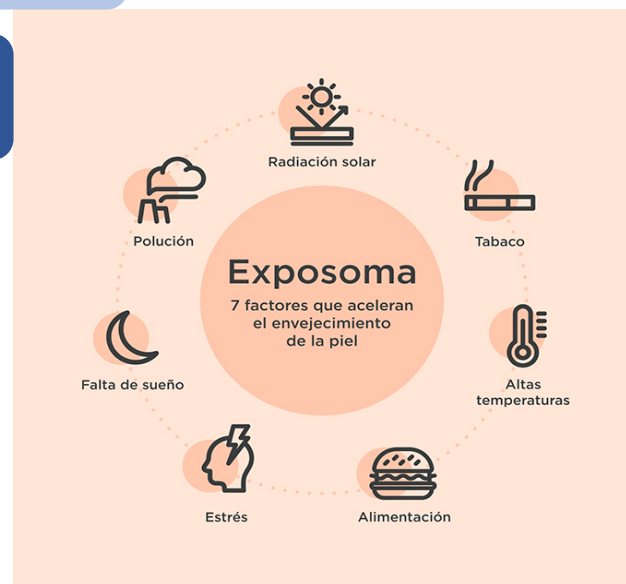 Radiación solar
Polución
Tabaco
Exposoma
7 factores que aceleran
el envejecimiento
de la piel
Falta de sueño
Altas
temperaturas
Estrés
Alimentación